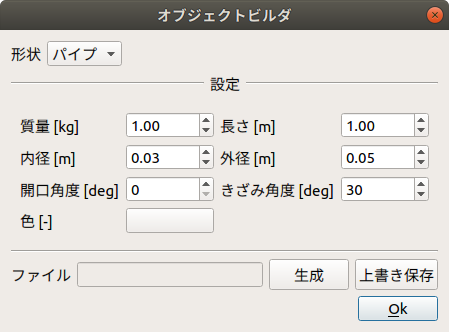 オブジェクトビルダ
形状 パイプ
設定
質量 [kg] 1.00 長さ [m] 1.00
内径 [m] 0.03 外径 [m] 0.05
開口角度 [deg] 0 きざみ角度 [deg] 30
色 [-]
ファイル 生成 上書き保存
Ok